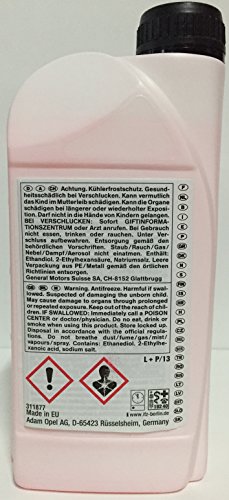 D A CH Achtung. Kühlerfrostschutz. Gesund-
heitsschädlich bei Verschlucken. Kann vermutlich
das Kind im Mutterleib schädigen. Kann die Organe
schädigen bei längerer oder wiederholter Exposi-
tion. Darf nicht in die Hände von Kindern gelangen.
BEI VERSCHLUCKEN: Sofort GIFTINFORMA-
TIONSZENTRUM oder Arzt anrufen. Bei Gebrauch
nicht essen, trinken oder rauchen. Unter Ver-
schluss aufbewahren. Entsorgung gemäß den
behördlichen Vorschriften. Staub/Rauch/Gas/
Nebel/Dampf/Aerosol nicht einatmen. Enthält:
Ethandiol. 2-Ethylhexansäure, Natriumsalz. Leere
Verpackung aus PE/Metall gemäß den örtlichen
Richtlinien entsorgen.
General Motors Suisse SA, CH-8152 Glattbrugg
Warning. Antifreeze. Harmful if swal-
lowed. Suspected of damaging the unborn child.
May cause damage to organs through prolonged
or repeated exposure. Keep out of reach of children.
IF SWALLOWED: Immediately call a POISON
CENTER or doctor/physician. Do not eat, drink or
smoke when using this product. Store locked up.
Disposal in accordance with the official regula-
tions. Do not breathe dust/fume/gas/mist/
vapours/spray. Contains: Ethanediol. 2-Ethylhe-
xanoic acid, sodium salt.
L + P/13
311877
Made in EU
www.rfz-berlin.de
Adam Opel AG, D-65423 Rüsselsheim, Germany